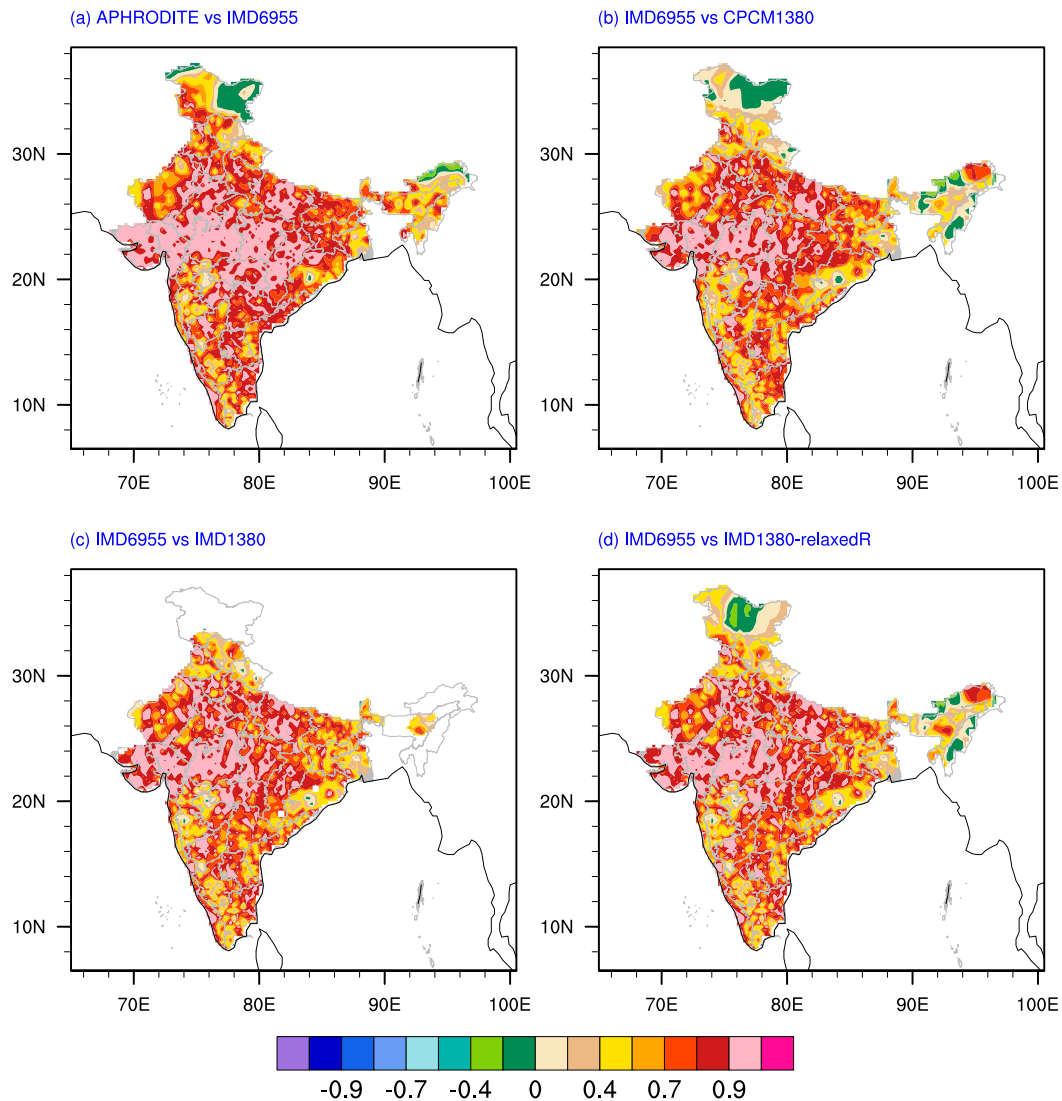 (a) APHRODITE vs IMD6955
(b) IMD6955 vs CPCM1380
30N
20N
10N
70E 80E 90E 100E
30N
20N
10N
70E 80E 90E 100E
(c) IMD6955 vs IMD1380
(d) IMD6955 vs IMD1380-relaxedR
30N
20N
10N
70E 80E 90E 100E
30N
20N
10N
70E 80E 90E 100E
-0.9 -0.7 -0.4 0 0.4 0.7 0.9